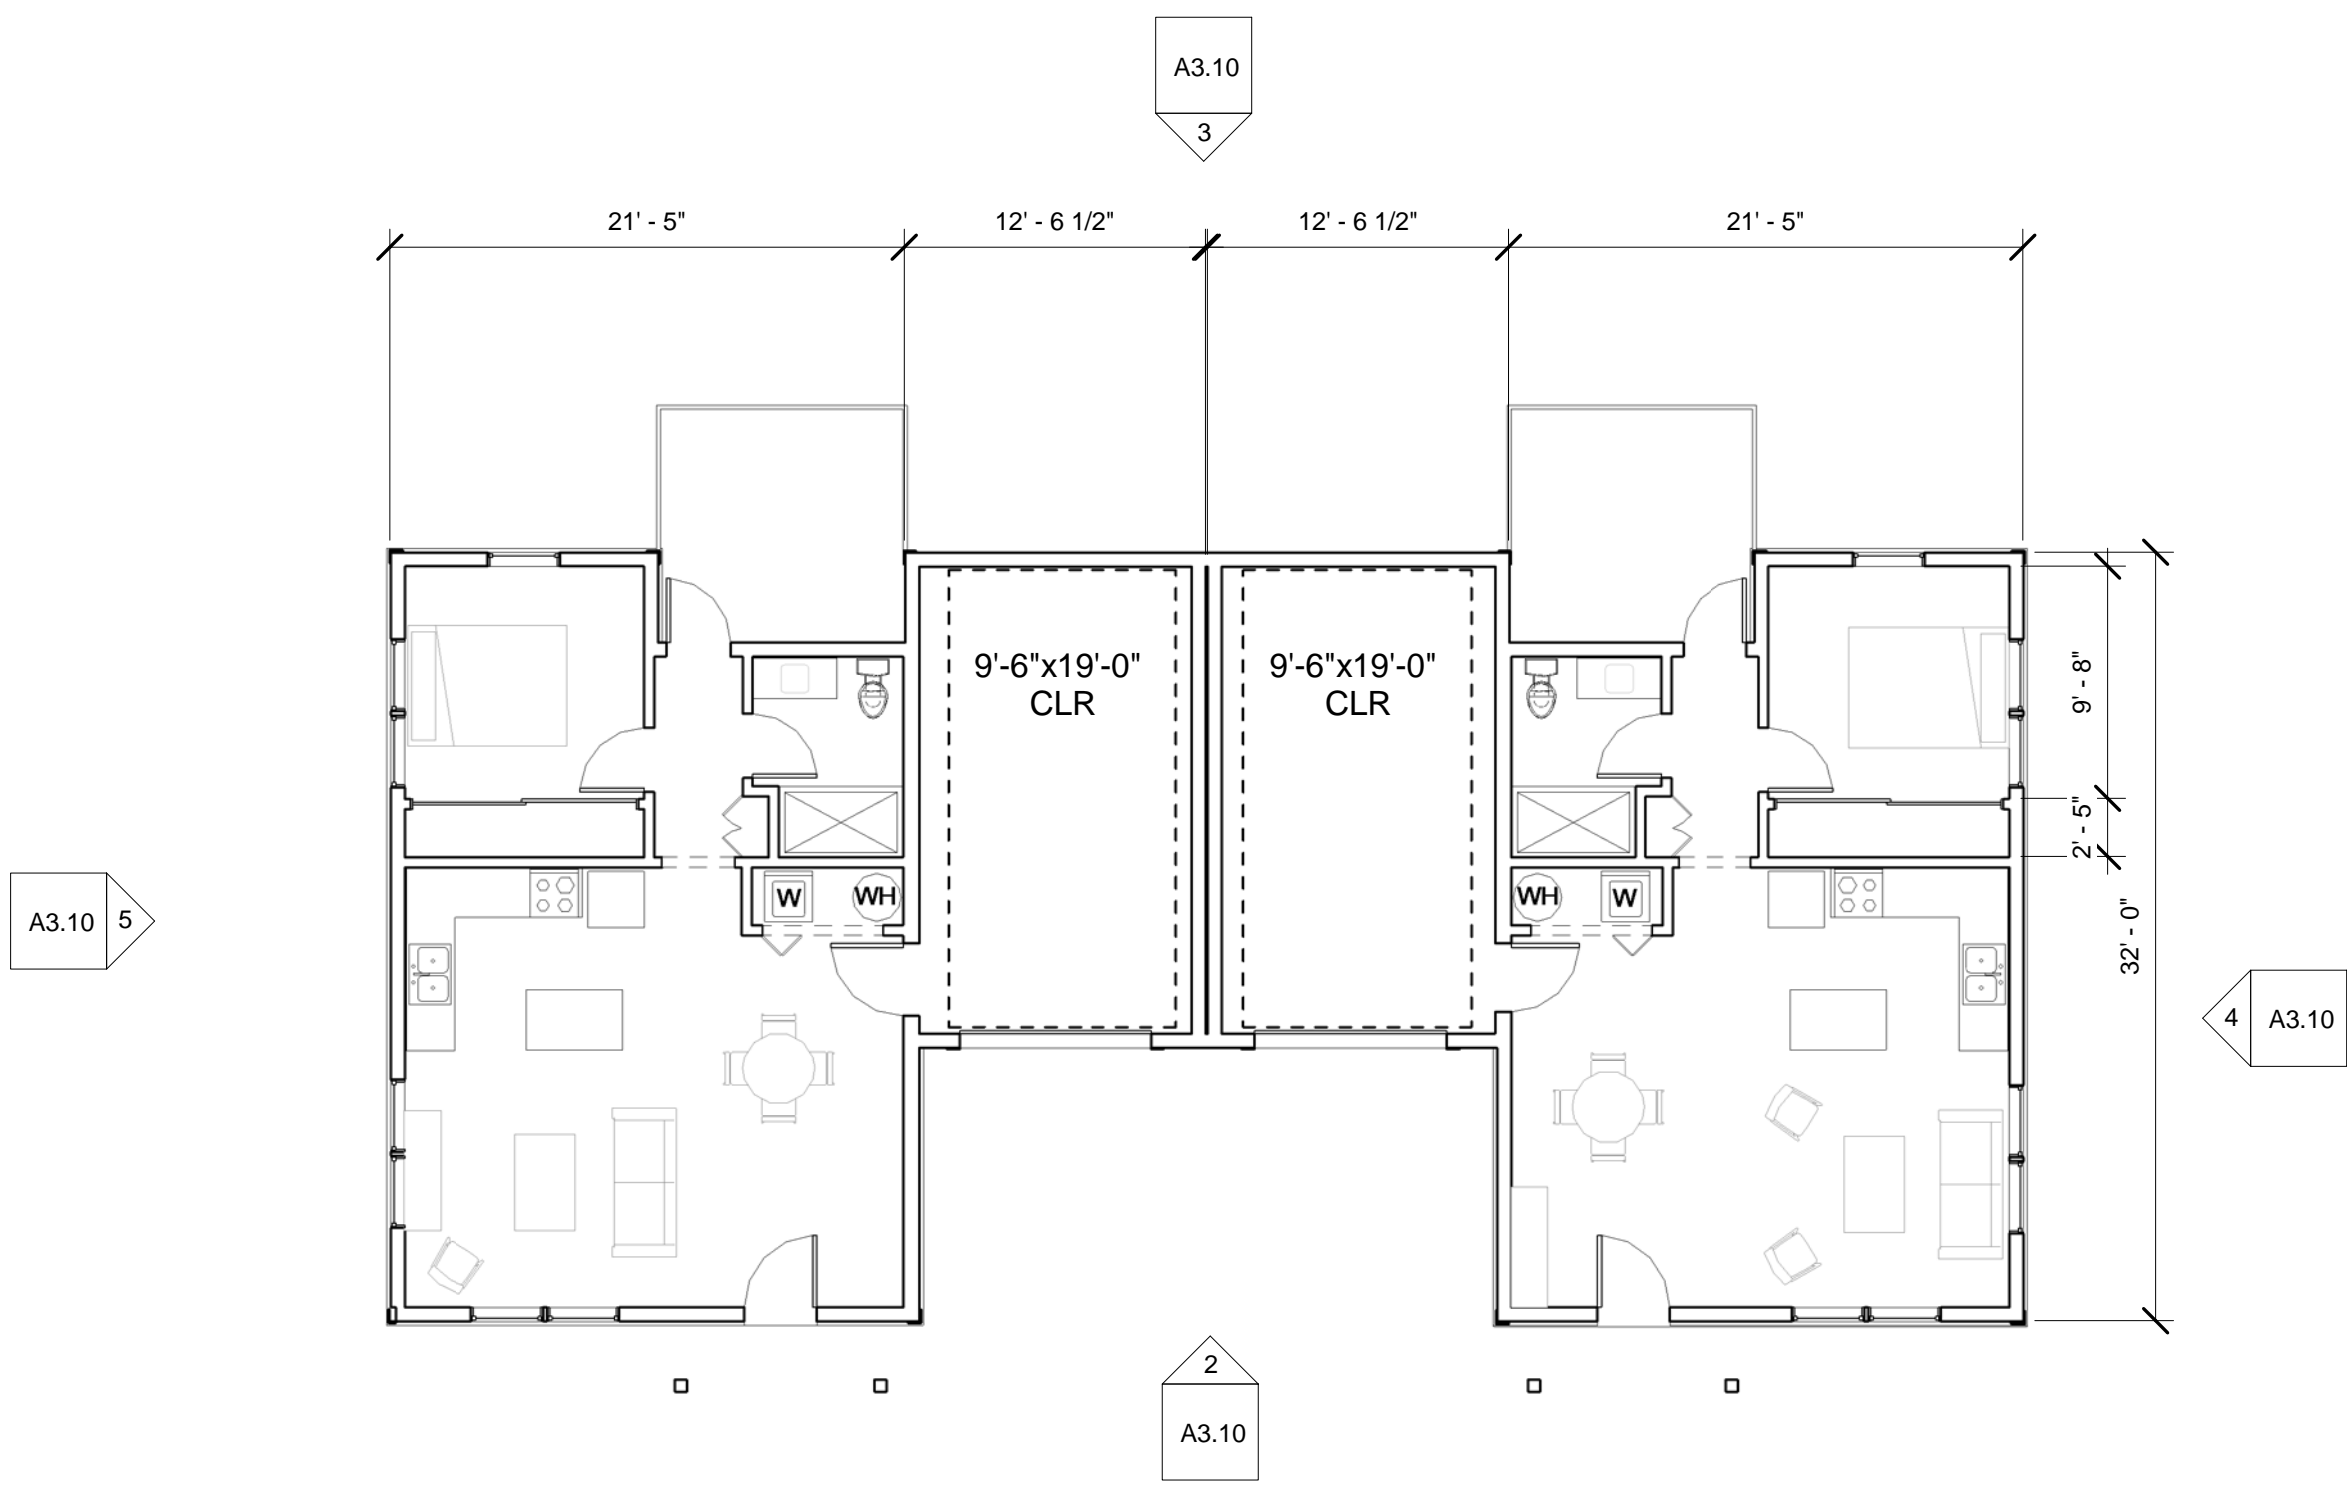 A3.10
3
21' - 5"
12' - 6 1/2"
12' - 6 1/2"
21' - 5"
9'-6"x19'-0"
CLR
9'-6"x19'-0"
CLR
9' - 8"
2' - 5"
32' - 0"
W
WH
WH
W
A3.10
5
4
A3.10
2
A3.10